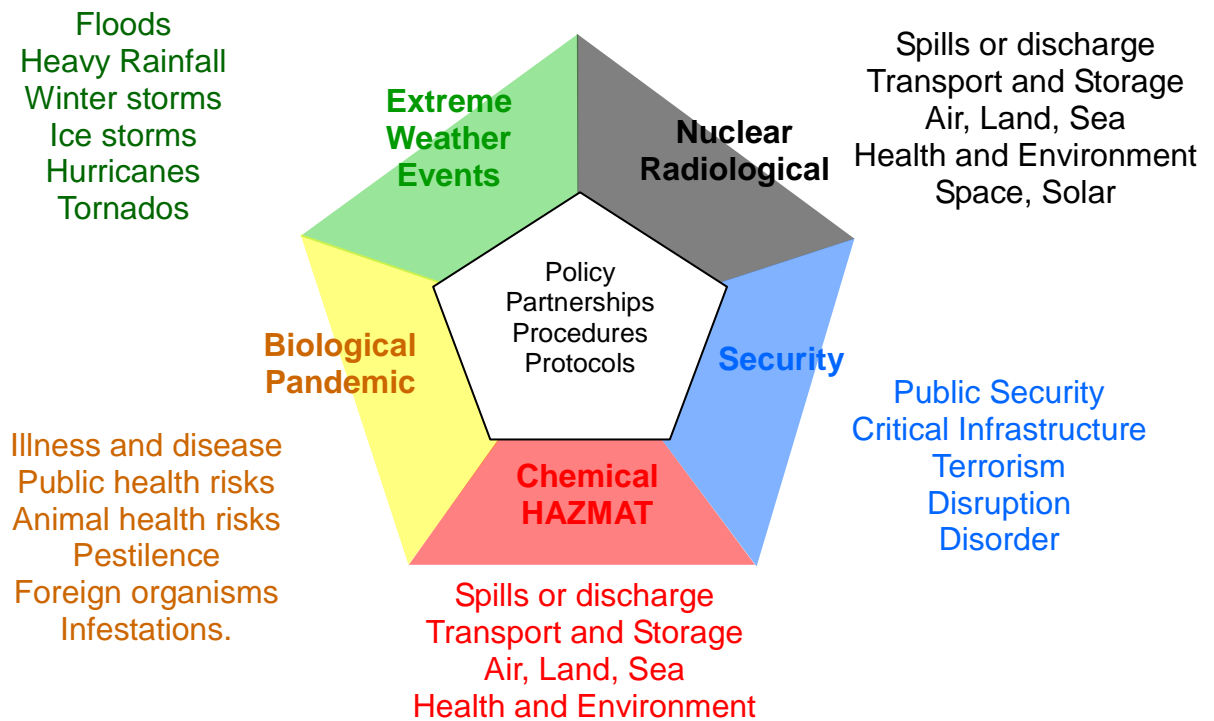 Floods
Heavy Rainfall
Winter storms
Ice storms
Hurricanes
Tornados
Extreme
Weather
Events
Nuclear
Radiological
Spills or discharge
Transport and Storage
Air, Land, Sea
Health and Environment
Space, Solar
Policy
Partnerships
Procedures
Protocols
Biological
Pandemic
Security
Illness and disease
Public health risks
Animal health risks
Pestilence
Foreign organisms
Infestations.
Chemical
HAZMAT
Public Security
Critical Infrastructure
Terrorism
Disruption
Disorder
Spills or discharge
Transport and Storage
Air, Land, Sea
Health and Environment